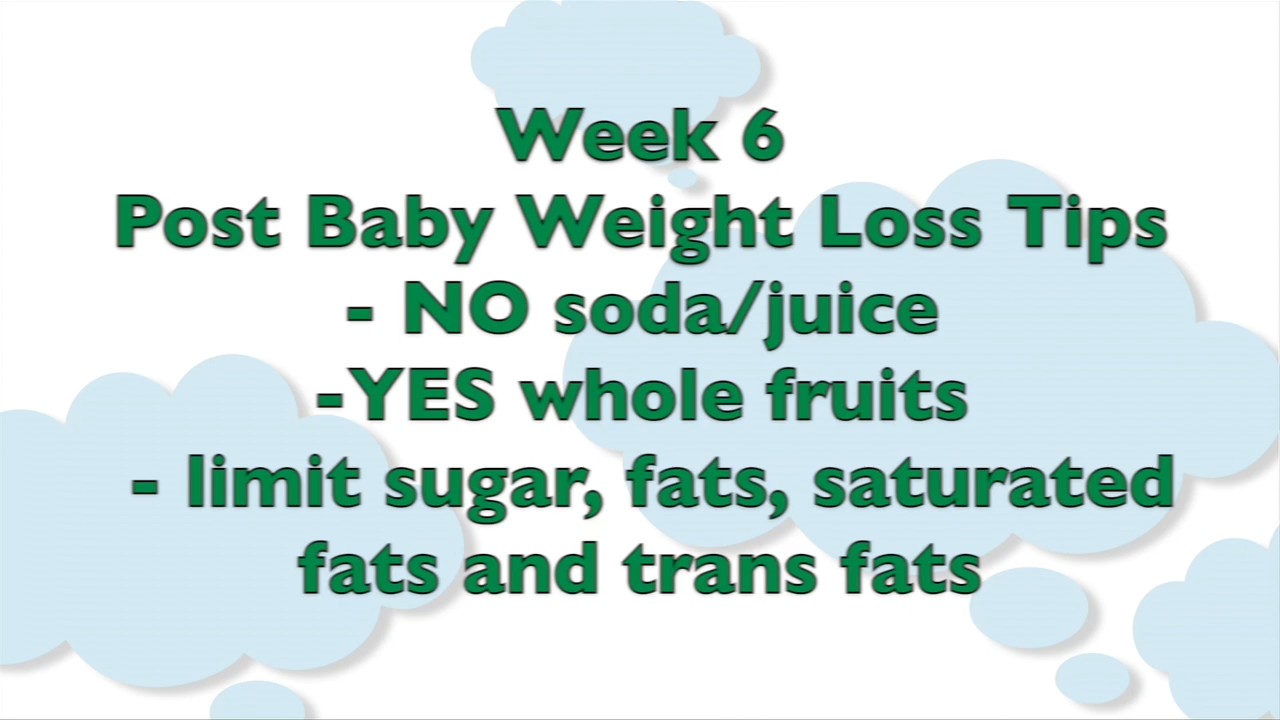 Week 6
Post Baby Weight Loss Tips
- NO soda/juice
-YES whole fruits
- limit sugar, fats, saturated
fats and trans fats